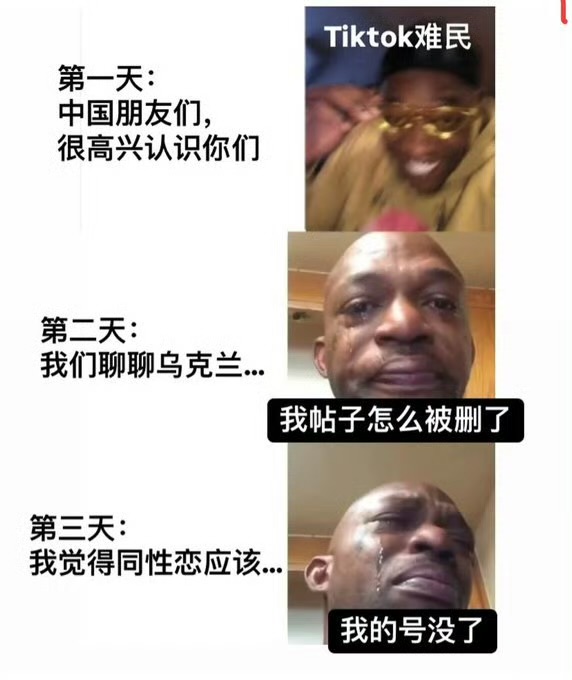 Tiktok难民
第一天：
中国朋友们，
很高兴认识你们
第二天：
我们聊聊乌克兰...
我帖子怎么被删了
第三天：
我觉得同性恋应该...
我的号没了